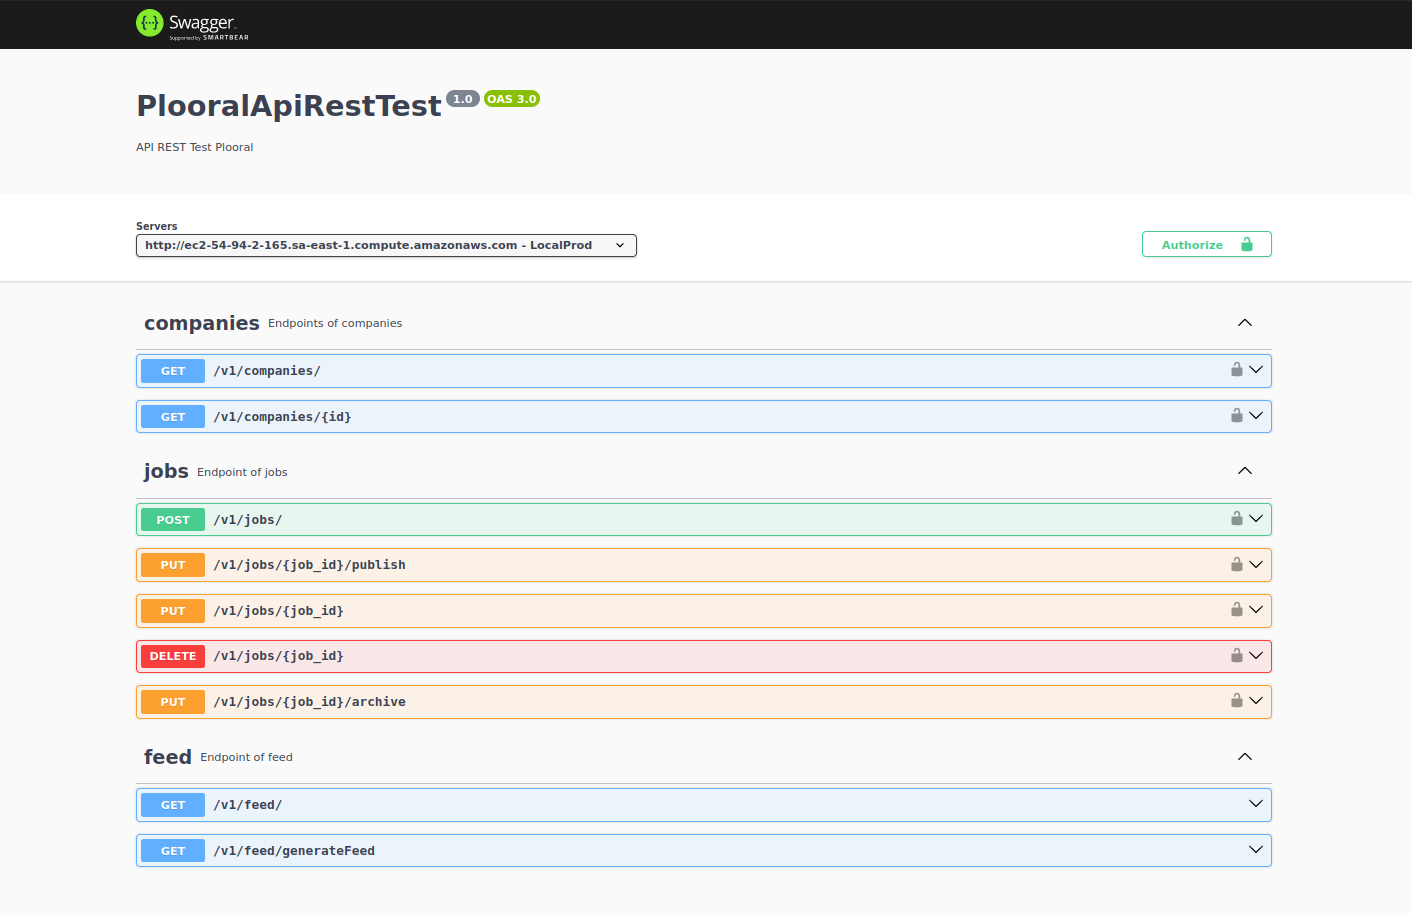 Swagger
Supported by SMARTBEAR
PlooralApiRestTest 1.0 OAS 3.0
API REST Test Plooral
Servers
http://ec2-54-94-2-165.sa-east-1.compute.amazonaws.com - LocalProd
Authorize
companies Endpoints of companies
GET /v1/companies/
GET /v1/companies/{id}
jobs Endpoint of jobs
POST /v1/jobs/
PUT /v1/jobs/{job_id}/publish
PUT /v1/jobs/{job_id}
DELETE /v1/jobs/{job_id}
PUT /v1/jobs/{job_id}/archive
feed Endpoint of feed
GET /v1/feed/
GET /v1/feed/generateFeed